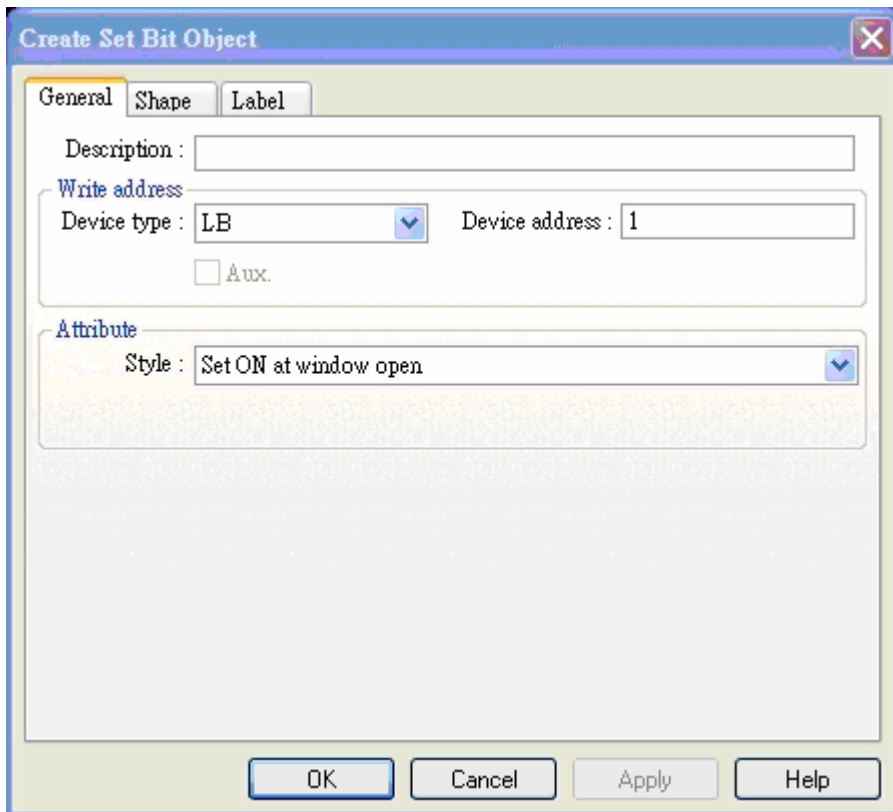 Create Set Bit Object
General Shape Label
Description :
Write address
Device type : LB Device address : 1
Aux.
Attribute
Style : Set ON at window open
OK Cancel Apply Help